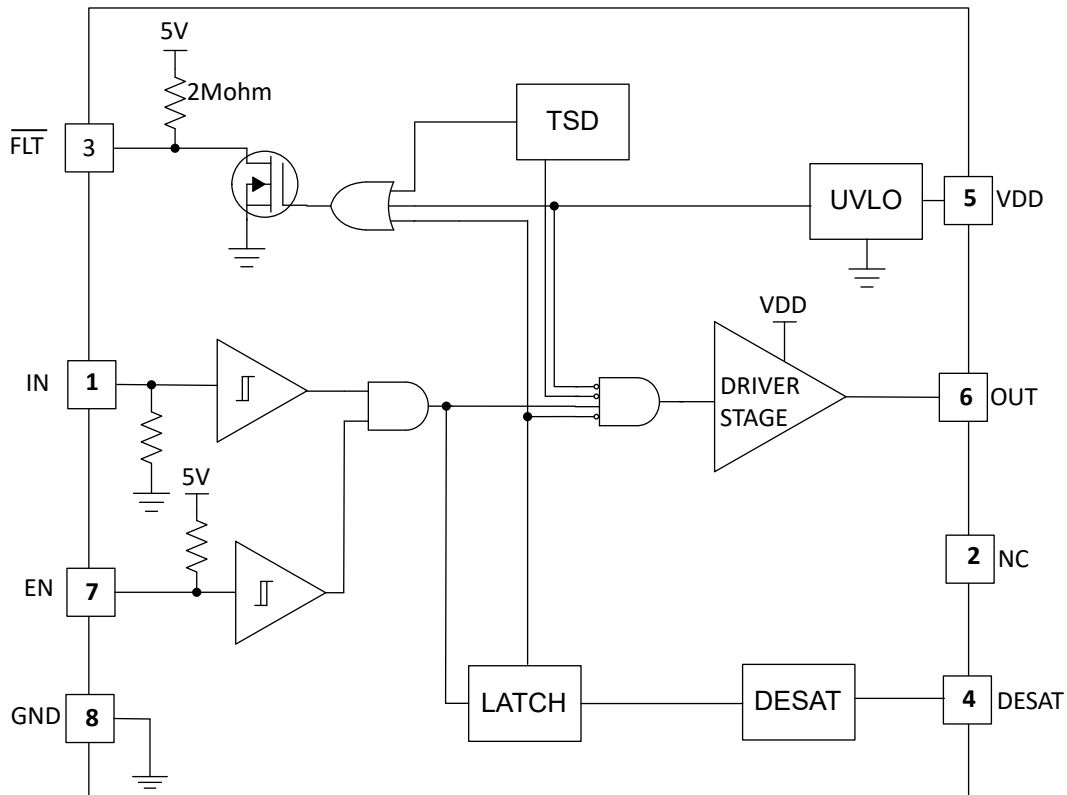 5V
2Mohm
TSD
F̅L̅T̅
3
UVLO
5
VDD
VDD
IN
1
DRIVER
STAGE
6
OUT
5V
2
NC
EN
7
LATCH
DESAT
4
DESAT
GND
8